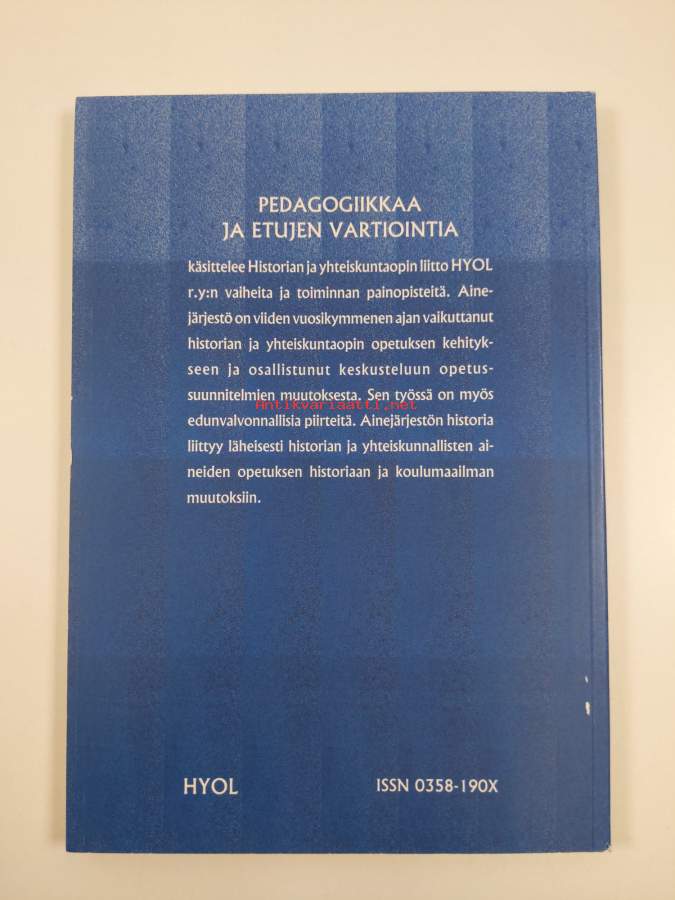 PEDAGOGIIKKAA
JA ETUJEN VARTIOINTIA
käsittelee Historian ja yhteiskuntaopin liitto HYOL
r.y:n vaiheita ja toiminnan painopisteitä. Aine-
järjestö on viiden vuosikymmenen ajan vaikuttanut
historian ja yhteiskuntaopin opetuksen kehityk-
seen ja osallistunut keskusteluun opetus-
suunnitelmien muutoksesta. Sen työssä on myös
Antikvariaatti.net
edunvalvonnallisia piirteitä. Ainejärjestön historia
liittyy läheisesti historian ja yhteiskunnallisten ai-
neiden opetuksen historiaan ja koulumaailman
muutoksiin.
HYOL
ISSN 0358-190X